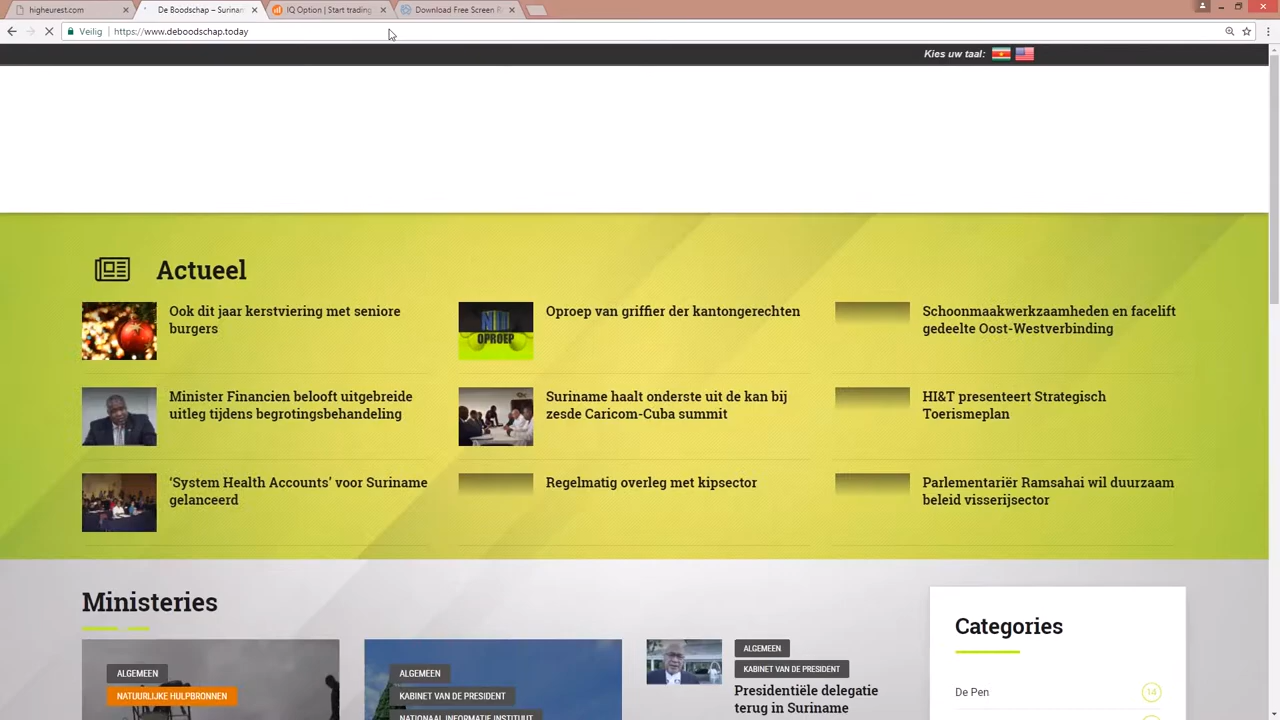 higheurest.com
De Boodschap – Surinam
IQ Option | Start trading
Download Free Screen R
Veilig
https://www.deboodschap.today
Kies uw taal:
Actueel
Ook dit jaar kerstviering met seniore
burgers
Oproep van griffier der kantongerechten
Schoonmaakwerkzaamheden en facelift
gedeelte Oost-Westverbinding
OPROEP
Minister Financien belooft uitgebreide
uitleg tijdens begrotingsbehandeling
Suriname haalt onderste uit de kan bij
zesde Caricom-Cuba summit
HI&T presenteert Strategisch
Toerismeplan
‘System Health Accounts’ voor Suriname
gelanceerd
Regelmatig overleg met kipsector
Parlementariër Ramsahai wil duurzaam
beleid visserijsector
Ministeries
ALGEMEEN
NATUURLIJKE HULPBRONNEN
ALGEMEEN
KABINET VAN DE PRESIDENT
NATIONAAL INFORMATIE INSTITUUT
ALGEMEEN
KABINET VAN DE PRESIDENT
Presidentiële delegatie
terug in Suriname
Categories
De Pen
14